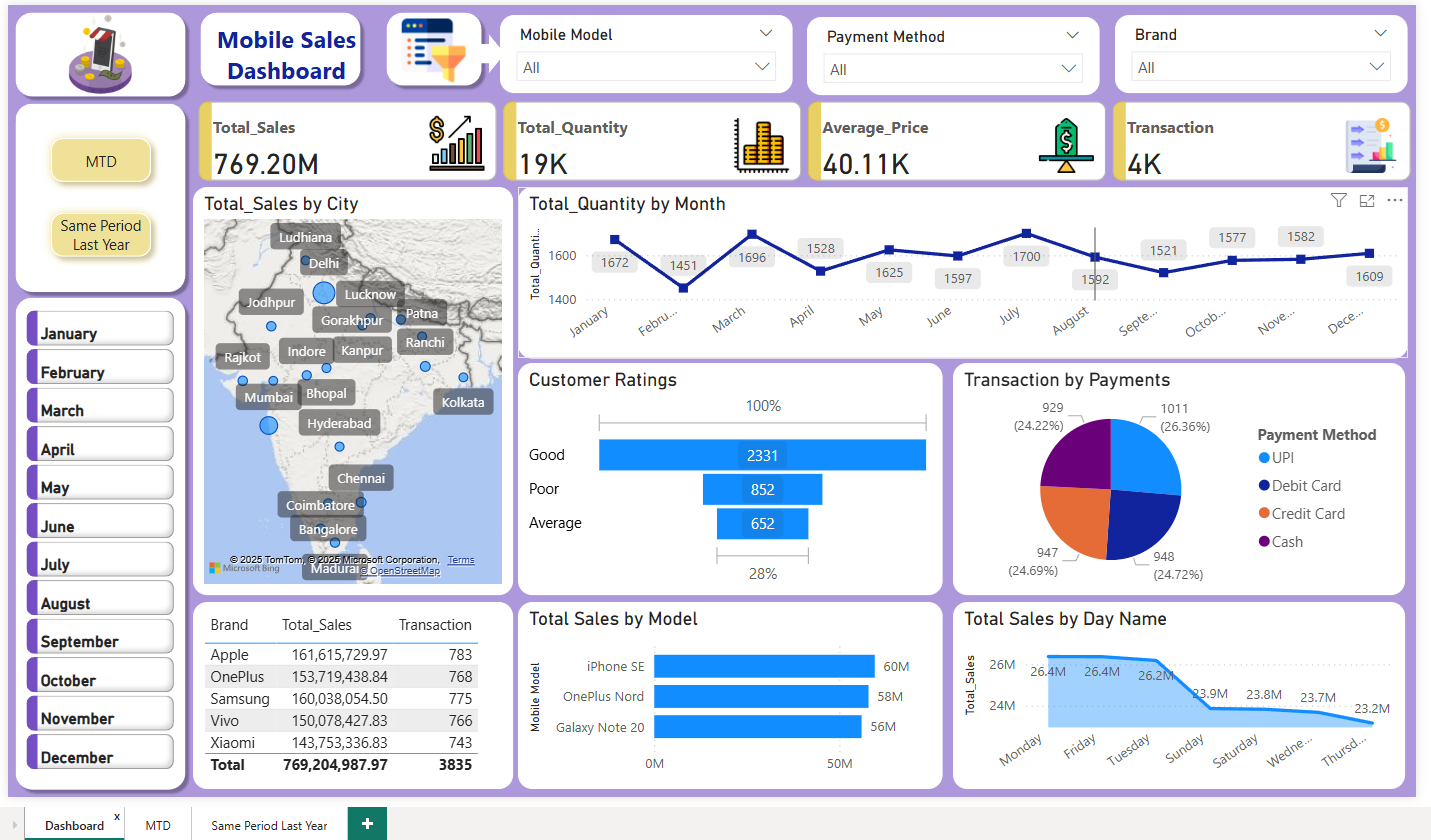 Mobile Sales
Dashboard
Mobile Model
All
Payment Method
All
Brand
All
MTD
Same Period
Last Year
Total_Sales
769.20M
Total_Quantity
19K
Average_Price
40.11K
Transaction
4K
January
February
March
April
May
June
July
August
September
October
November
December
Total_Sales by City
Ludhiana
Delhi
Jodhpur
Lucknow
Gorakhpur
Patna
Rajkot
Indore
Kanpur
Ranchi
Mumbai
Bhopal
Kolkata
Hyderabad
Chennai
Coimbatore
Bangalore
Madurai
© 2025 TomTom, © 2025 Microsoft Corporation, Terms
Microsoft Bing
© OpenStreetMap
Total_Quantity by Month
Total_Quanti...
1600
1400
1672
1451
1696
1528
1625
1597
1700
1592
1521
1577
1582
1609
January
Febru...
March
April
May
June
July
August
Septe...
Octob...
Nove...
Dece...
Customer Ratings
100%
Good 2331
Poor 852
Average 652
28%
Transaction by Payments
929
(24.22%)
1011
(26.36%)
947
(24.69%)
948
(24.72%)
Payment Method
UPI
Debit Card
Credit Card
Cash
Brand Total_Sales Transaction
Apple 161,615,729.97 783
OnePlus 153,719,438.84 768
Samsung 160,038,054.50 775
Vivo 150,078,427.83 766
Xiaomi 143,753,336.83 743
Total 769,204,987.97 3835
Total Sales by Model
Mobile Model
iPhone SE 60M
OnePlus Nord 58M
Galaxy Note 20 56M
0M 50M
Total Sales by Day Name
Total_Sales
26M
24M
26.4M
26.4M
26.2M
23.9M
23.8M
23.7M
23.2M
Monday
Friday
Tuesday
Sunday
Saturday
Wedne...
Thursd...
Dashboard x
MTD
Same Period Last Year
+